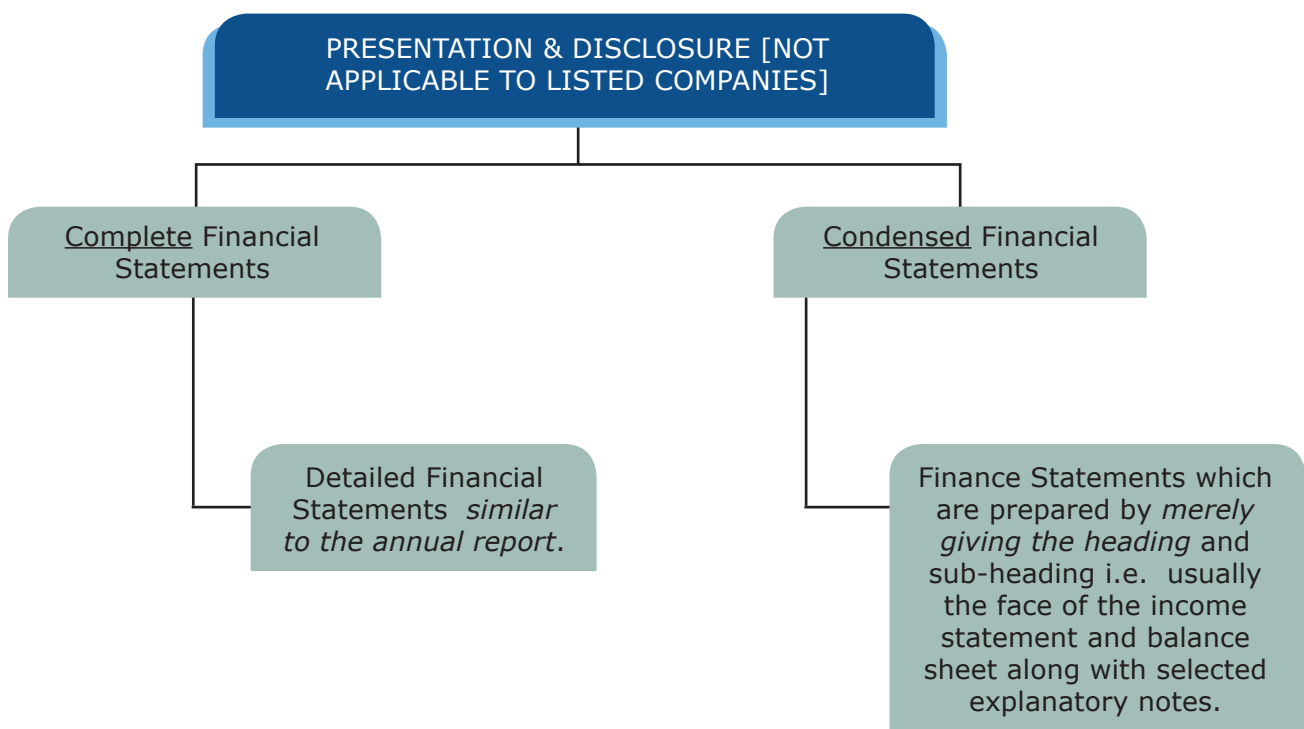 PRESENTATION & DISCLOSURE [NOT
APPLICABLE TO LISTED COMPANIES]
Complete Financial
Statements
Condensed Financial
Statements
Detailed Financial
Statements similar
to the annual report.
Finance Statements which
are prepared by merely
giving the heading and
sub-heading i.e. usually
the face of the income
statement and balance
sheet along with selected
explanatory notes.